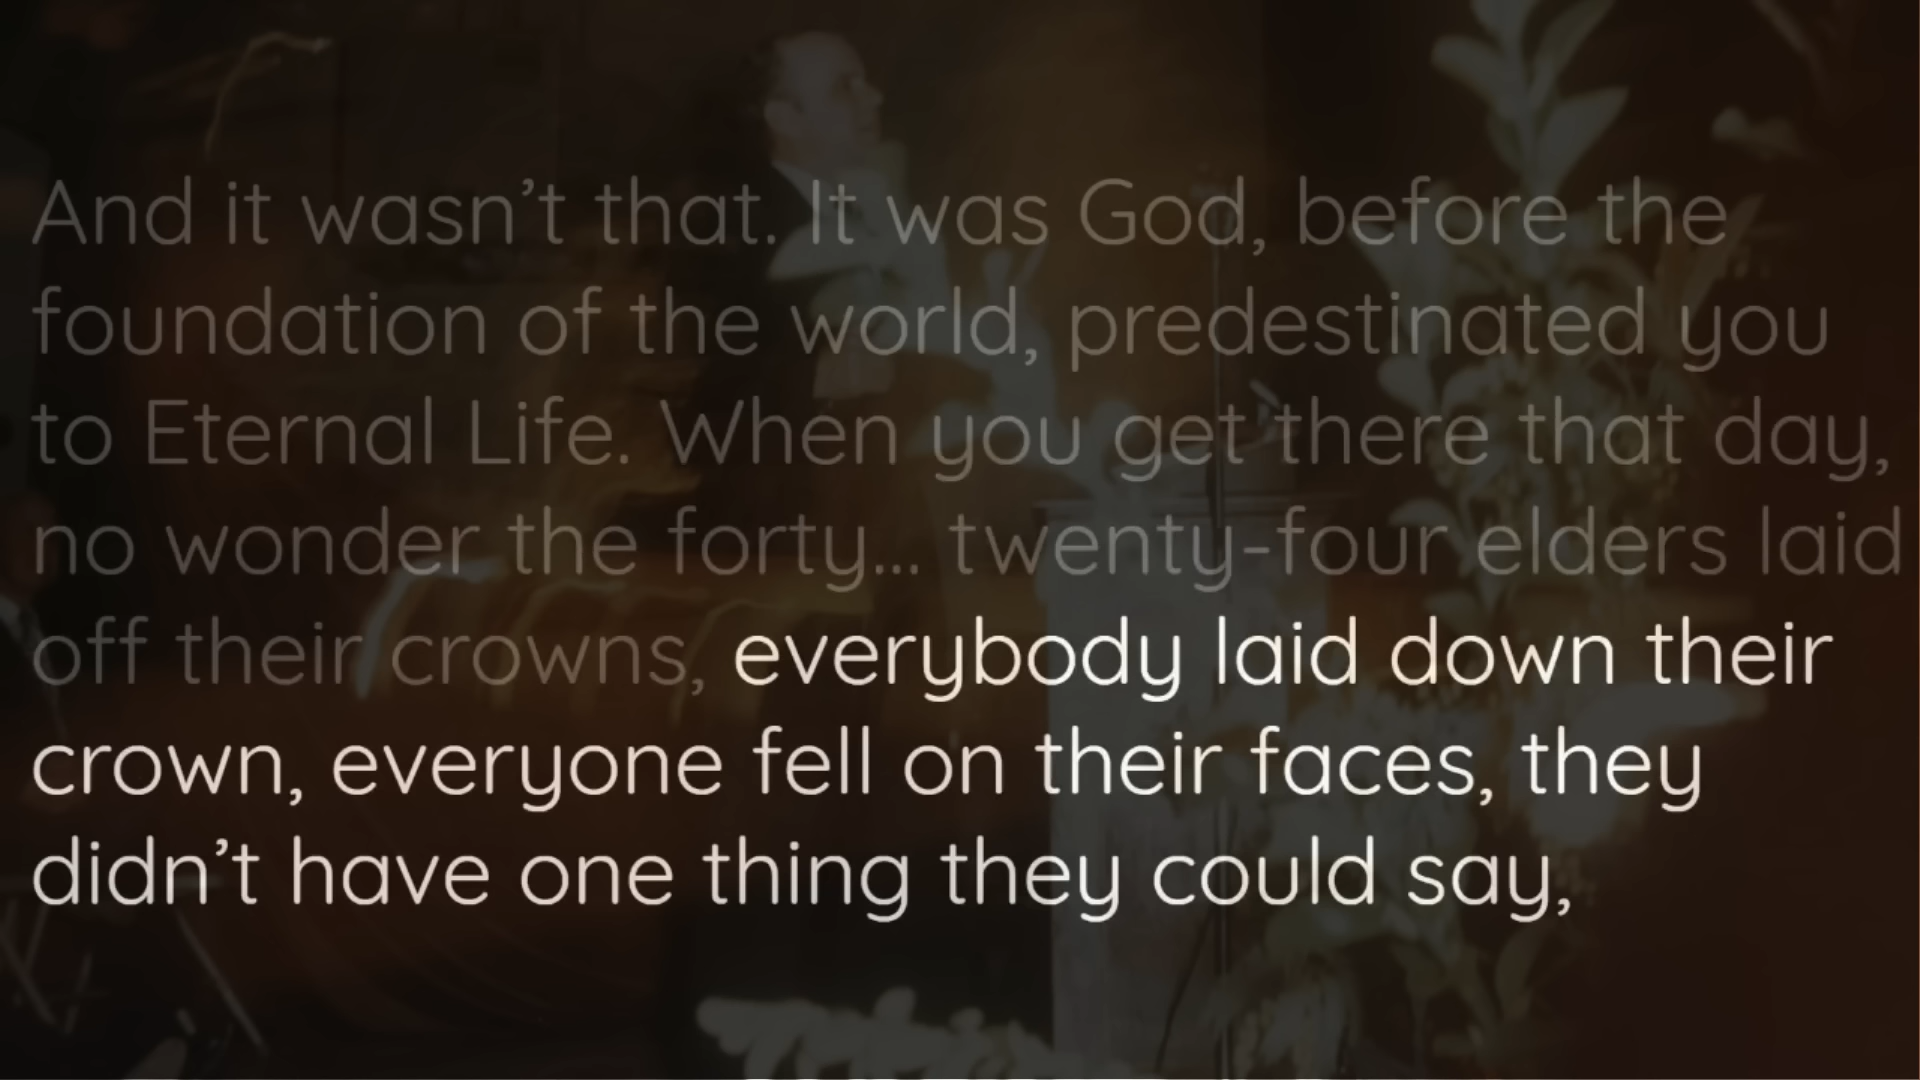 And it wasn’t that. It was God, before the
foundation of the world, predestinated you
to Eternal Life. When you get there that day,
no wonder the forty... twenty-four elders laid
off their crowns, everybody laid down their
crown, everyone fell on their faces, they
didn’t have one thing they could say,